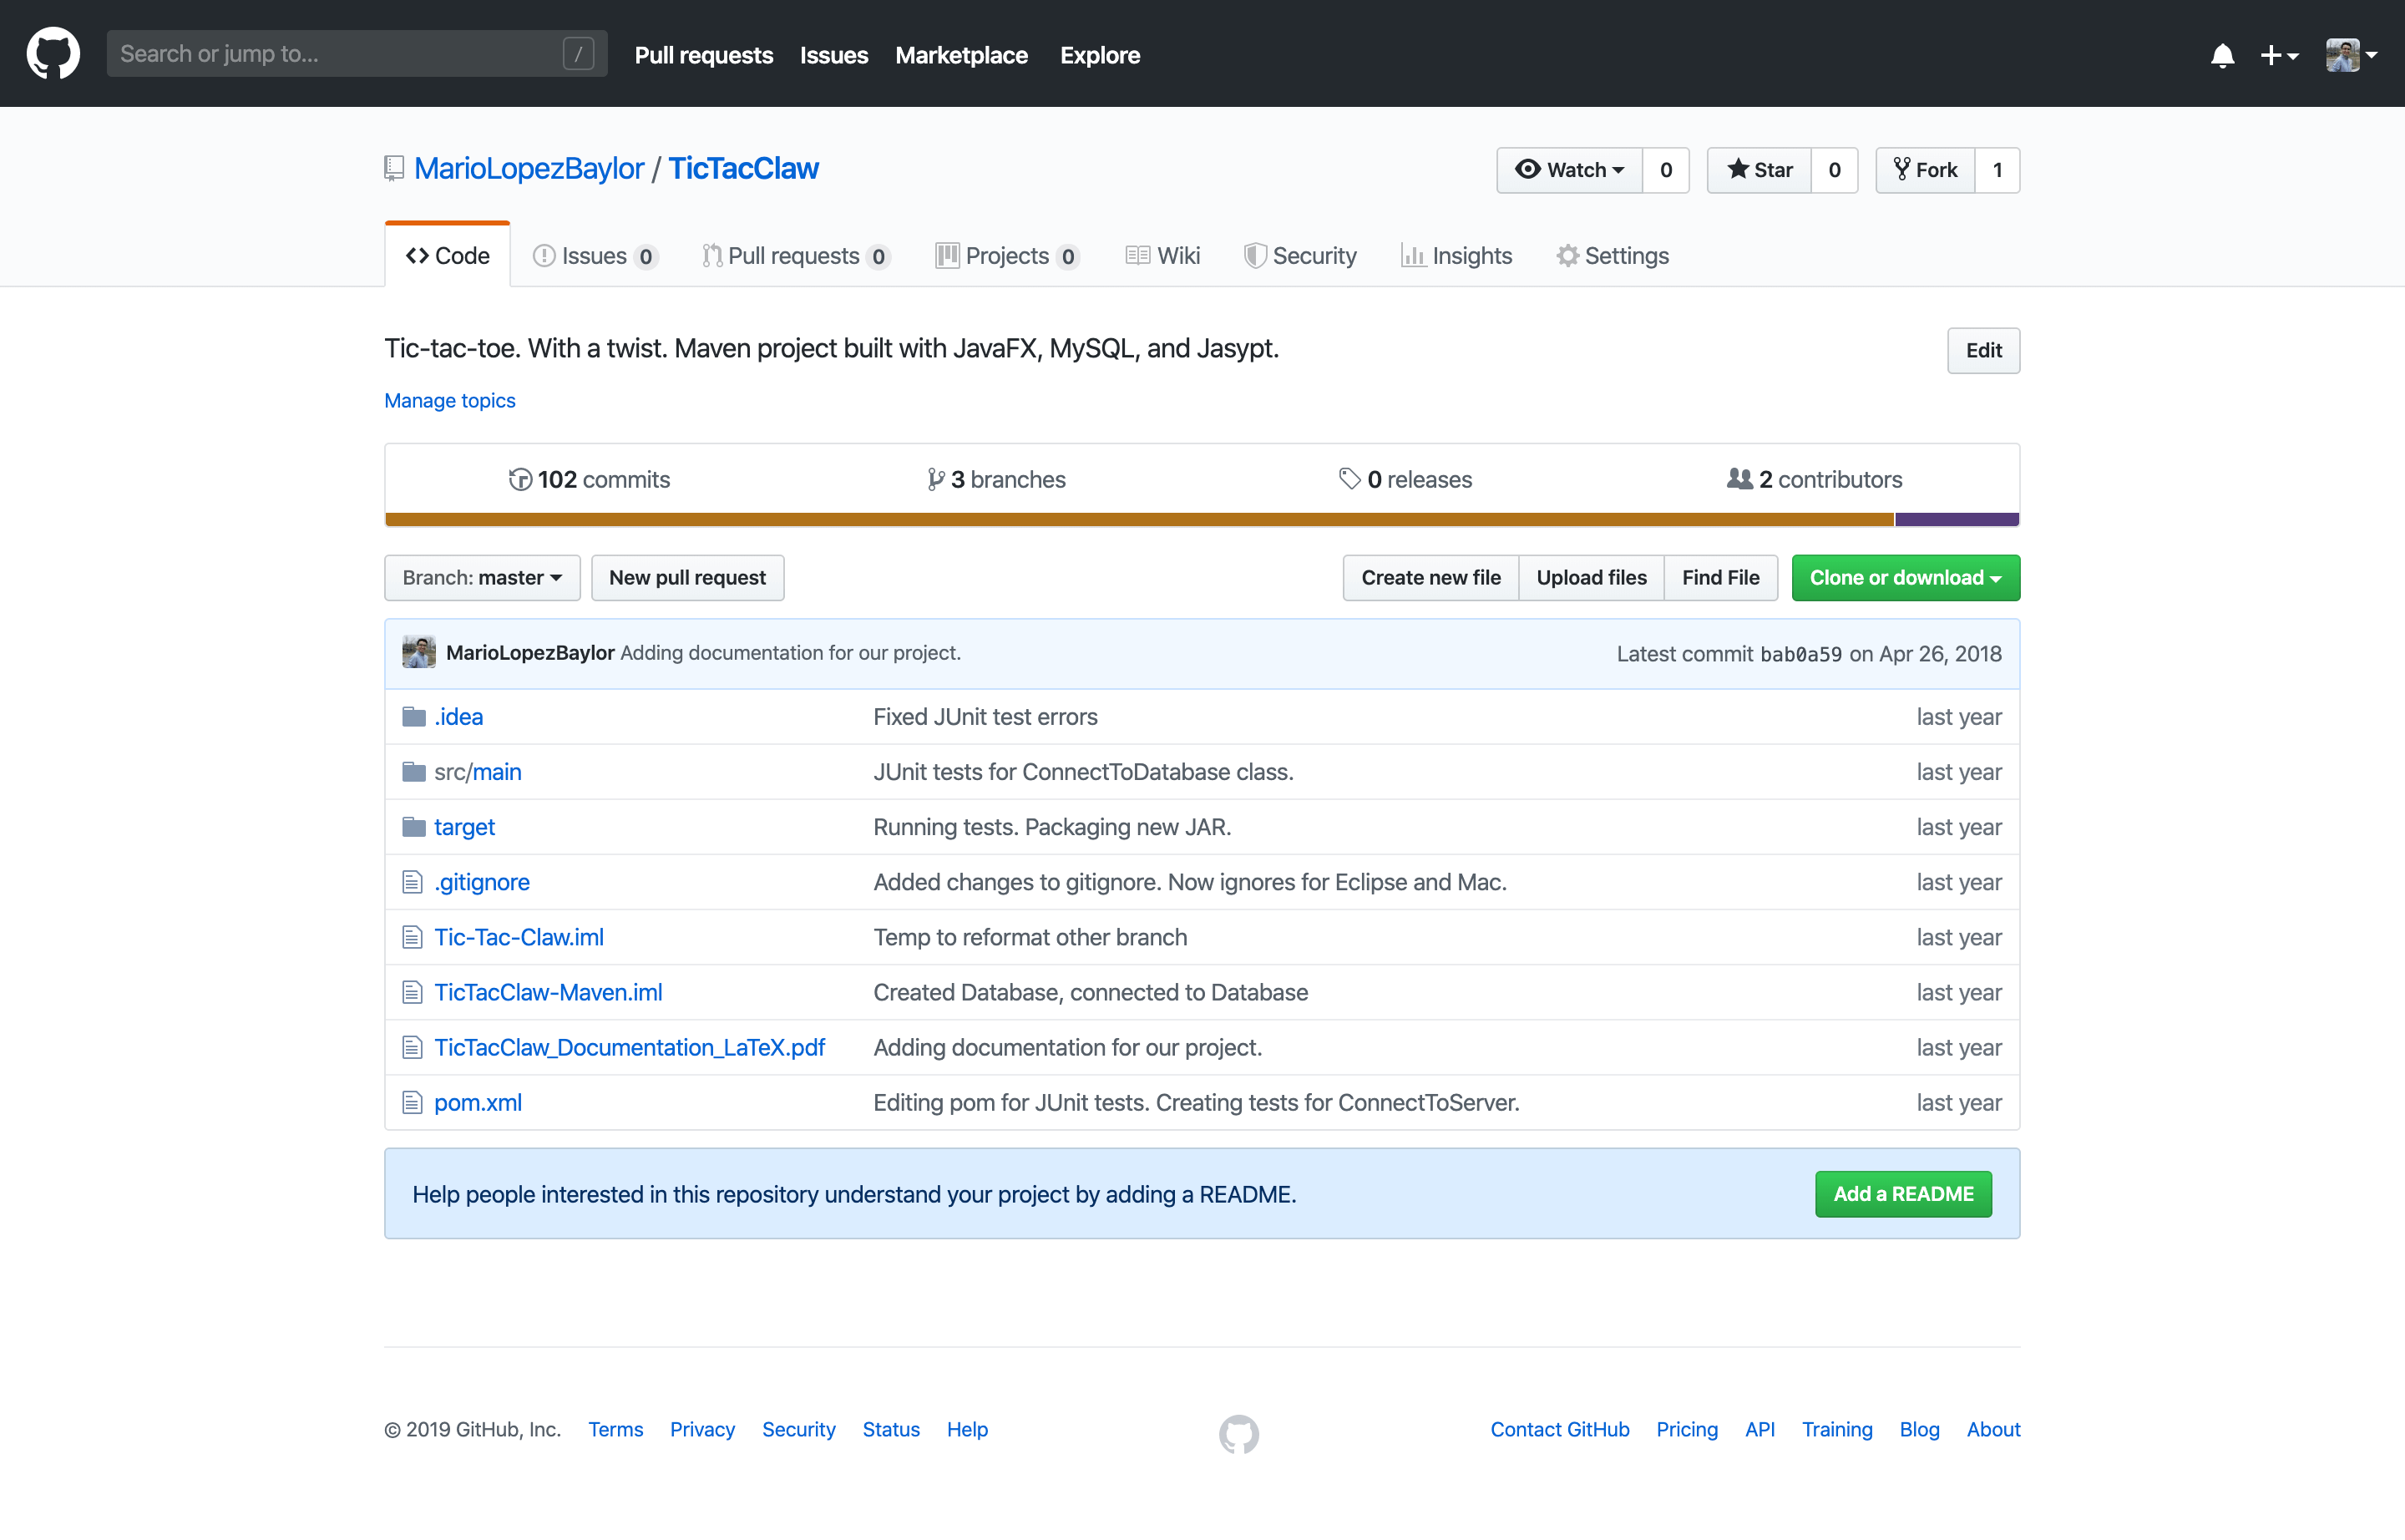 Search or jump to... /
Pull requests Issues Marketplace Explore
MarioLopezBaylor / TicTacClaw
Watch 0 Star 0 Fork 1
Code Issues 0 Pull requests 0 Projects 0 Wiki Security Insights Settings
Tic-tac-toe. With a twist. Maven project built with JavaFX, MySQL, and Jasypt.
Edit
Manage topics
102 commits 3 branches 0 releases 2 contributors
Branch: master New pull request Create new file Upload files Find File Clone or download
MarioLopezBaylor Adding documentation for our project. Latest commit bab0a59 on Apr 26, 2018
.idea Fixed JUnit test errors last year
src/main JUnit tests for ConnectToDatabase class. last year
target Running tests. Packaging new JAR. last year
.gitignore Added changes to gitignore. Now ignores for Eclipse and Mac. last year
Tic-Tac-Claw.iml Temp to reformat other branch last year
TicTacClaw-Maven.iml Created Database, connected to Database last year
TicTacClaw_Documentation_LaTeX.pdf Adding documentation for our project. last year
pom.xml Editing pom for JUnit tests. Creating tests for ConnectToServer. last year
Help people interested in this repository understand your project by adding a README. Add a README
© 2019 GitHub, Inc. Terms Privacy Security Status Help Contact GitHub Pricing API Training Blog About